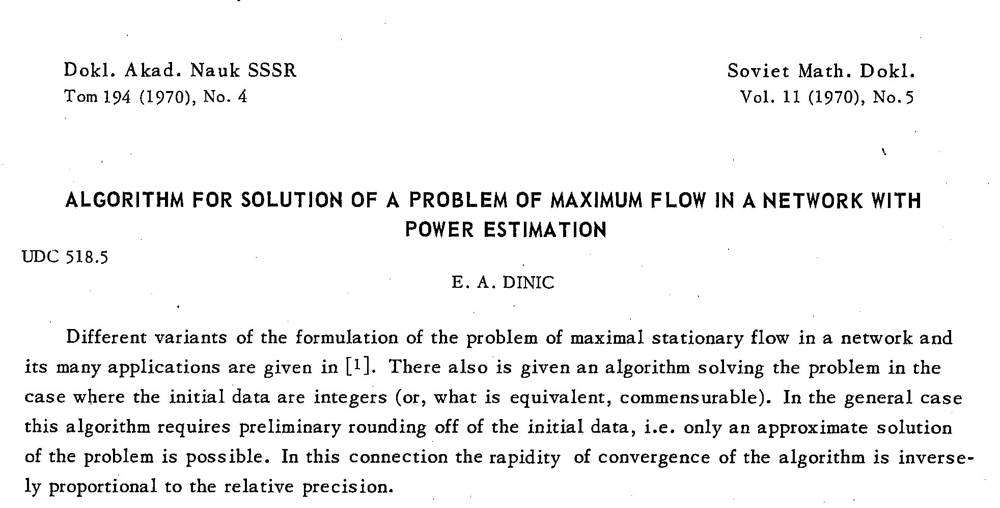 Dokl. Akad. Nauk SSSR
Tom 194 (1970), No. 4
Soviet Math. Dokl.
Vol. 11 (1970), No. 5
ALGORITHM FOR SOLUTION OF A PROBLEM OF MAXIMUM FLOW IN A NETWORK WITH
POWER ESTIMATION
UDC 518.5
E. A. DINIC
Different variants of the formulation of the problem of maximal stationary flow in a network and
its many applications are given in [1]. There also is given an algorithm solving the problem in the
case where the initial data are integers (or, what is equivalent, commensurable). In the general case
this algorithm requires preliminary rounding off of the initial data, i.e. only an approximate solution
of the problem is possible. In this connection the rapidity of convergence of the algorithm is inverse-
ly proportional to the relative precision.